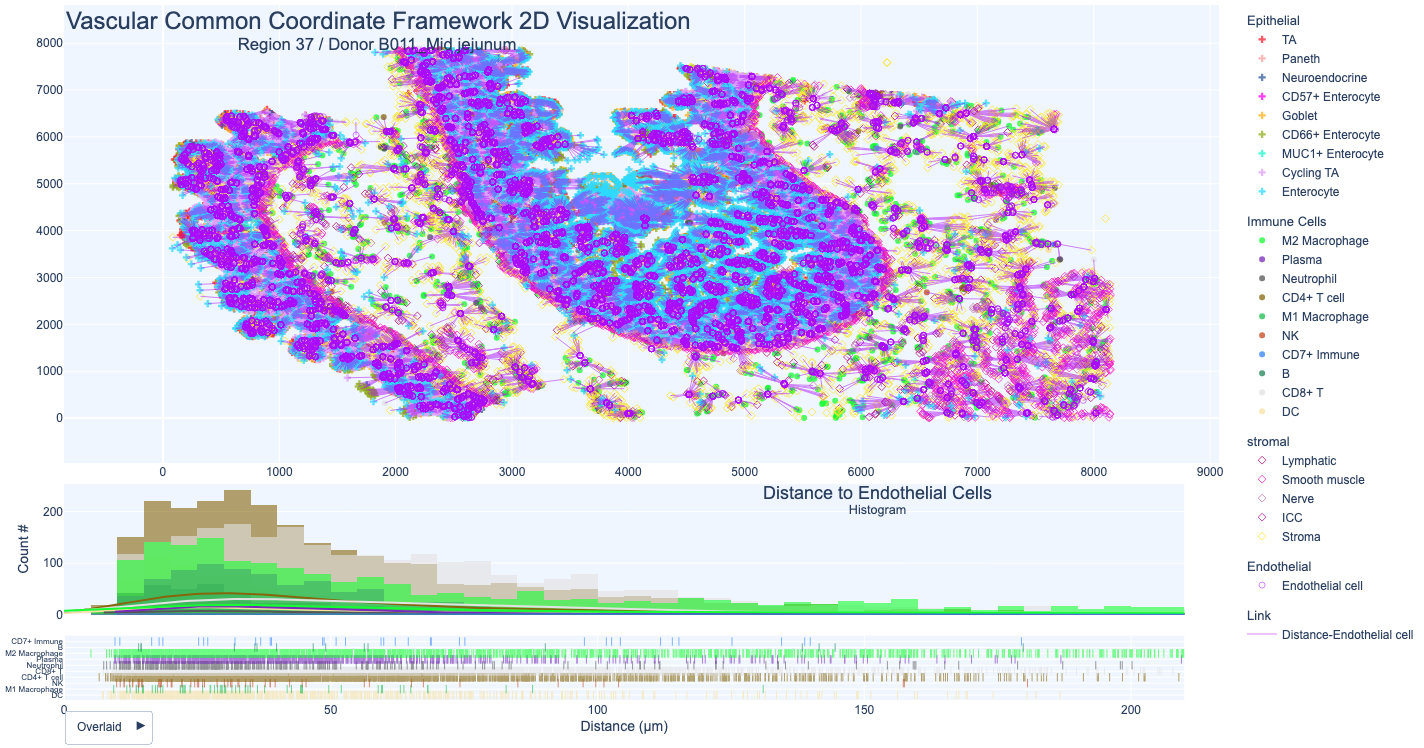 Vascular Common Coordinate Framework 2D Visualization
Region 37 / Donor B011_Mid jejunum
8000
7000
6000
5000
4000
3000
2000
1000
0
0 1000 2000 3000 4000 5000 6000 7000 8000 9000
Epithelial
TA
Paneth
Neuroendocrine
CD57+ Enterocyte
Goblet
CD66+ Enterocyte
MUC1+ Enterocyte
Cycling TA
Enterocyte
Immune Cells
M2 Macrophage
Plasma
Neutrophil
CD4+ T cell
M1 Macrophage
NK
CD7+ Immune
B
CD8+ T
DC
stromal
Lymphatic
Smooth muscle
Nerve
ICC
Stroma
Endothelial
Endothelial cell
Link
Distance-Endothelial cell
Distance to Endothelial Cells
Histogram
Count #
200
100
0
CD7+ Immune
B
M2 Macrophage
Plasma
Neutrophil
CD8+ T
CD4+ T cell
NK
M1 Macrophage
DC
0 50 100 150 200
Distance (μm)
Overlaid ►